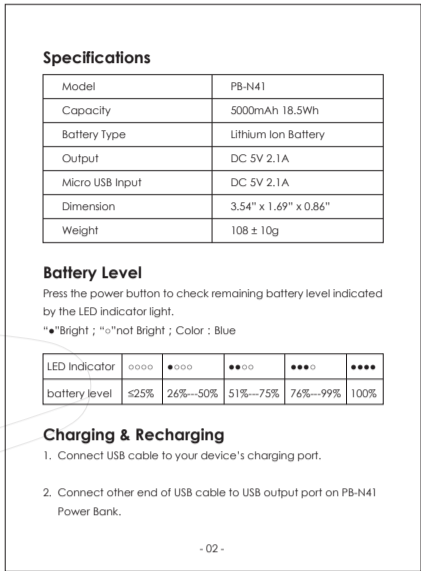 Specifications
Model PB-N41
Capacity 5000mAh 18.5Wh
Battery Type Lithium Ion Battery
Output DC 5V 2.1A
Micro USB Input DC 5V 2.1A
Dimension 3.54" x 1.69" x 0.86"
Weight 108 ± 10g
Battery Level
Press the power button to check remaining battery level indicated
by the LED indicator light.
“●”Bright ; “○”not Bright ; Color : Blue
LED Indicator ○○○○ ●○○○ ●●○○ ●●●○ ●●●●
battery level ≤25% 26%---50% 51%---75% 76%---99% 100%
Charging & Recharging
1. Connect USB cable to your device's charging port.
2. Connect other end of USB cable to USB output port on PB-N41
Power Bank.
- 02 -